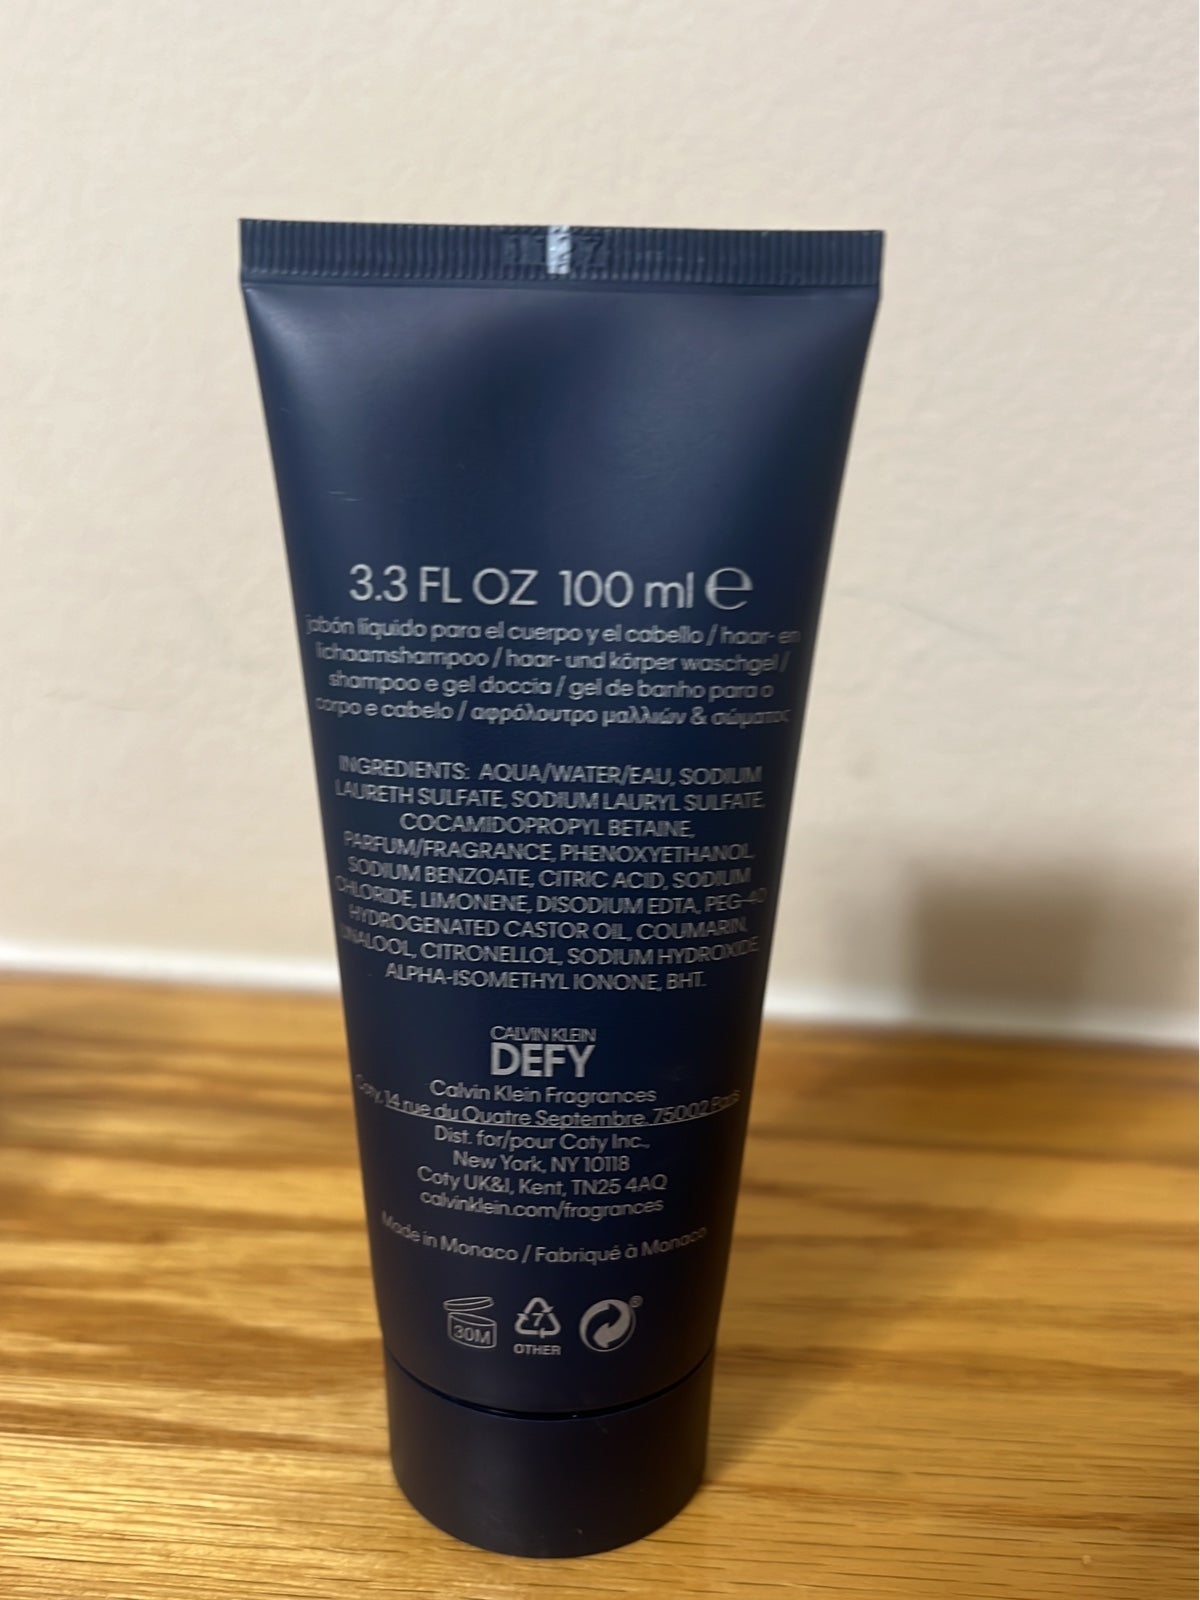 3.3 FL OZ 100 ml ℮
jabón líquido para el cuerpo y el cabello / haar- en
lichaamshampoo / haar- und körper waschgel /
shampoo e gel doccia / gel de banho para o
corpo e cabelo / αφρόλουτρο μαλλιών & σώματος
INGREDIENTS: AQUA/WATER/EAU, SODIUM
LAURETH SULFATE, SODIUM LAURYL SULFATE,
COCAMIDOPROPYL BETAINE,
PARFUM/FRAGRANCE, PHENOXYETHANOL,
SODIUM BENZOATE, CITRIC ACID, SODIUM
CHLORIDE, LIMONENE, DISODIUM EDTA, PEG-40
HYDROGENATED CASTOR OIL, COUMARIN,
LINALOOL, CITRONELLOL, SODIUM HYDROXIDE,
ALPHA-ISOMETHYL IONONE, BHT.
CALVIN KLEIN
DEFY
Calvin Klein Fragrances
Coty, 14 rue du Quatre Septembre, 75002 Paris
Dist. for/pour Coty Inc.,
New York, NY 10118
Coty UK&I, Kent, TN25 4AQ
calvinklein.com/fragrances
Made in Monaco / Fabriqué à Monaco
30M 7 ®
OTHER